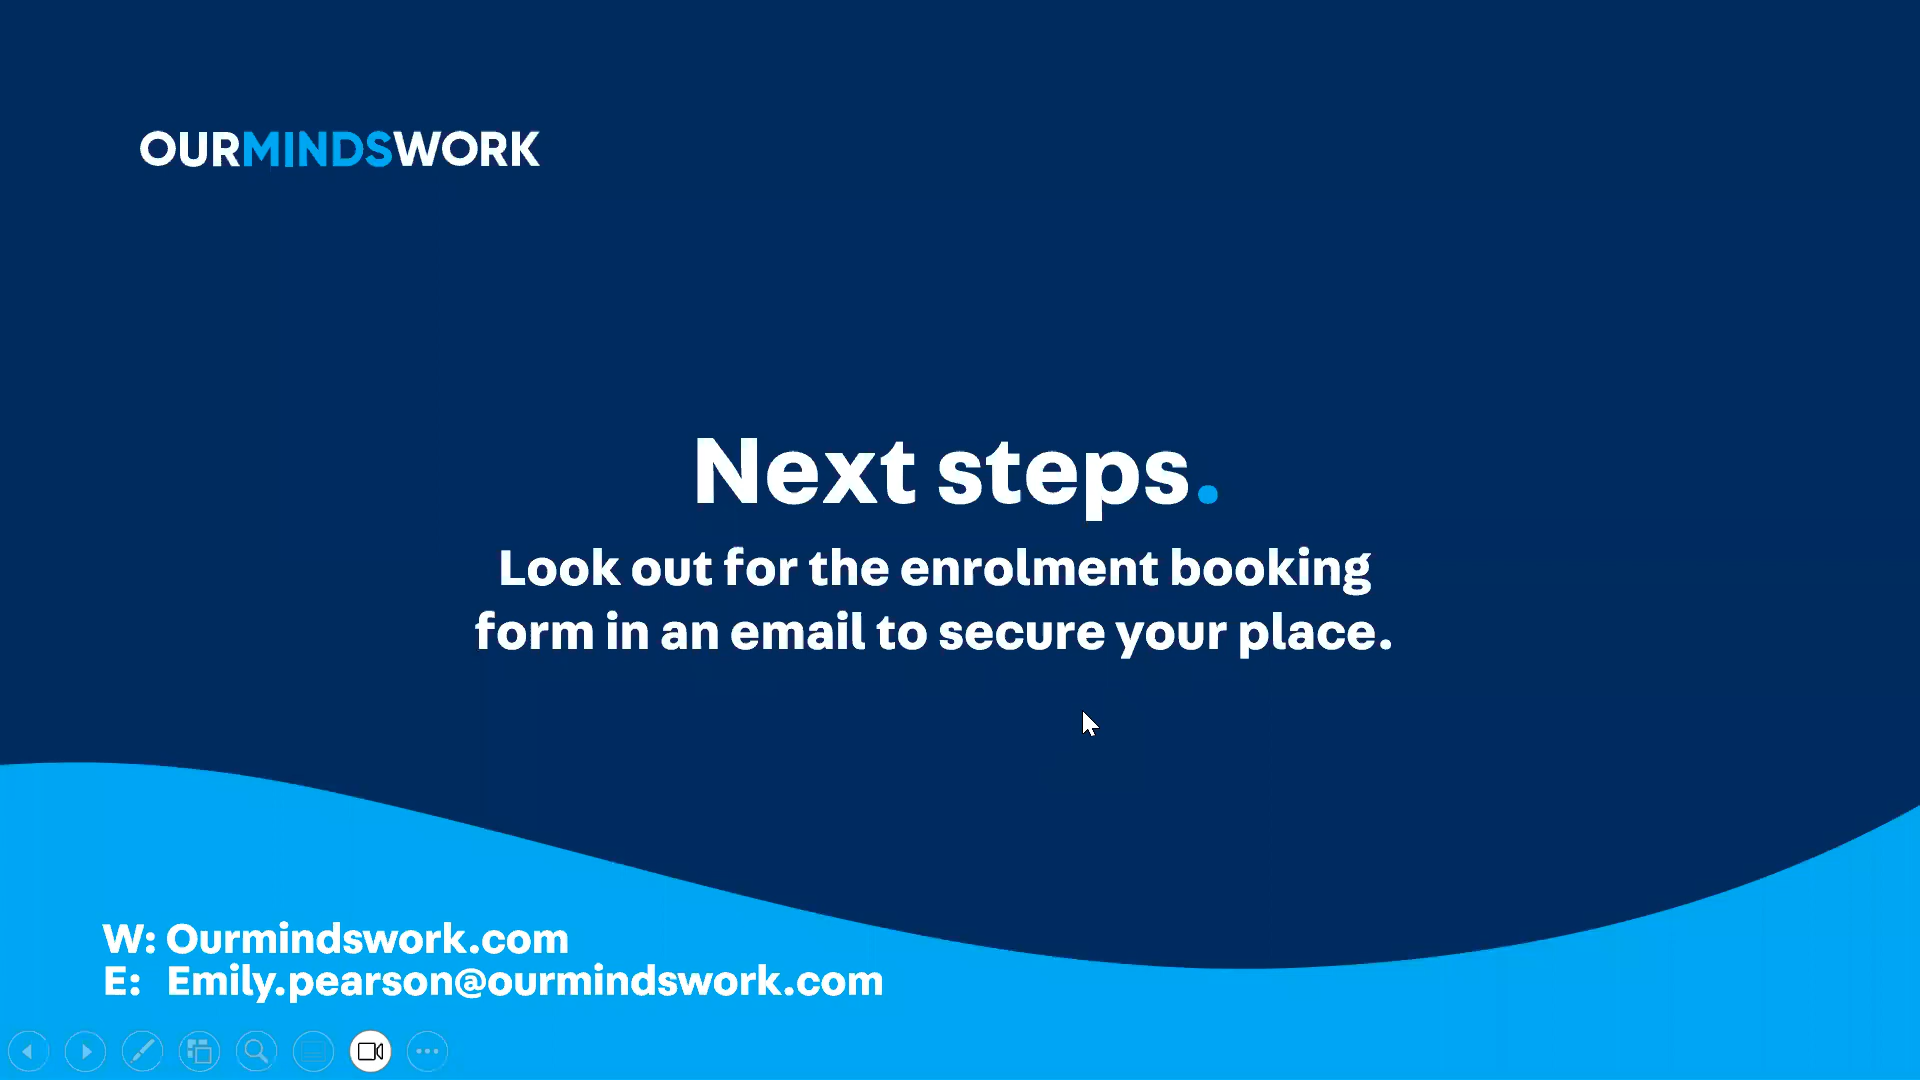 OURMINDSWORK
Next steps.
Look out for the enrolment booking
form in an email to secure your place.
W: Ourmindswork.com
E: Emily.pearson@ourmindswork.com